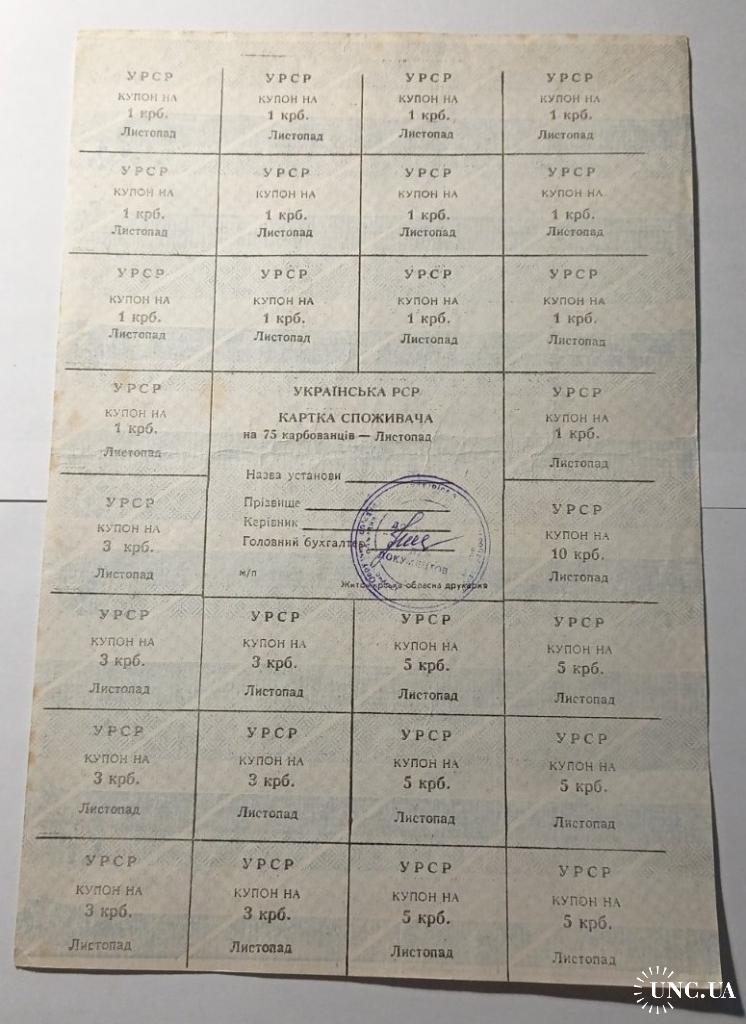 УРСР
КУПОН НА
1 крб.
Листопад
УРСР
КУПОН НА
1 крб.
Листопад
УРСР
КУПОН НА
1 крб.
Листопад
УРСР
КУПОН НА
1 крб.
Листопад
УРСР
КУПОН НА
1 крб.
Листопад
УРСР
КУПОН НА
1 крб.
Листопад
УРСР
КУПОН НА
1 крб.
Листопад
УРСР
КУПОН НА
1 крб.
Листопад
УРСР
КУПОН НА
1 крб.
Листопад
УРСР
КУПОН НА
1 крб.
Листопад
УРСР
КУПОН НА
1 крб.
Листопад
УРСР
КУПОН НА
1 крб.
Листопад
УРСР
КУПОН НА
1 крб.
Листопад
УКРАЇНСЬКА РСР
КАРТКА СПОЖИВАЧА
на 75 карбованців — Листопад
Назва установи
Прізвище
Керівник
Головний бухгалтер
м/п
Житомирська обласна друкарня
ДОКУМЕНТОВ
УРСР
КУПОН НА
1 крб.
Листопад
УРСР
КУПОН НА
3 крб.
Листопад
УРСР
КУПОН НА
10 крб.
Листопад
УРСР
КУПОН НА
3 крб.
Листопад
УРСР
КУПОН НА
3 крб.
Листопад
УРСР
КУПОН НА
5 крб.
Листопад
УРСР
КУПОН НА
5 крб.
Листопад
УРСР
КУПОН НА
3 крб.
Листопад
УРСР
КУПОН НА
3 крб.
Листопад
УРСР
КУПОН НА
5 крб.
Листопад
УРСР
КУПОН НА
5 крб.
Листопад
УРСР
КУПОН НА
3 крб.
Листопад
УРСР
КУПОН НА
3 крб.
Листопад
УРСР
КУПОН НА
5 крб.
Листопад
УРСР
КУПОН НА
5 крб.
Листопад
UNC.UA